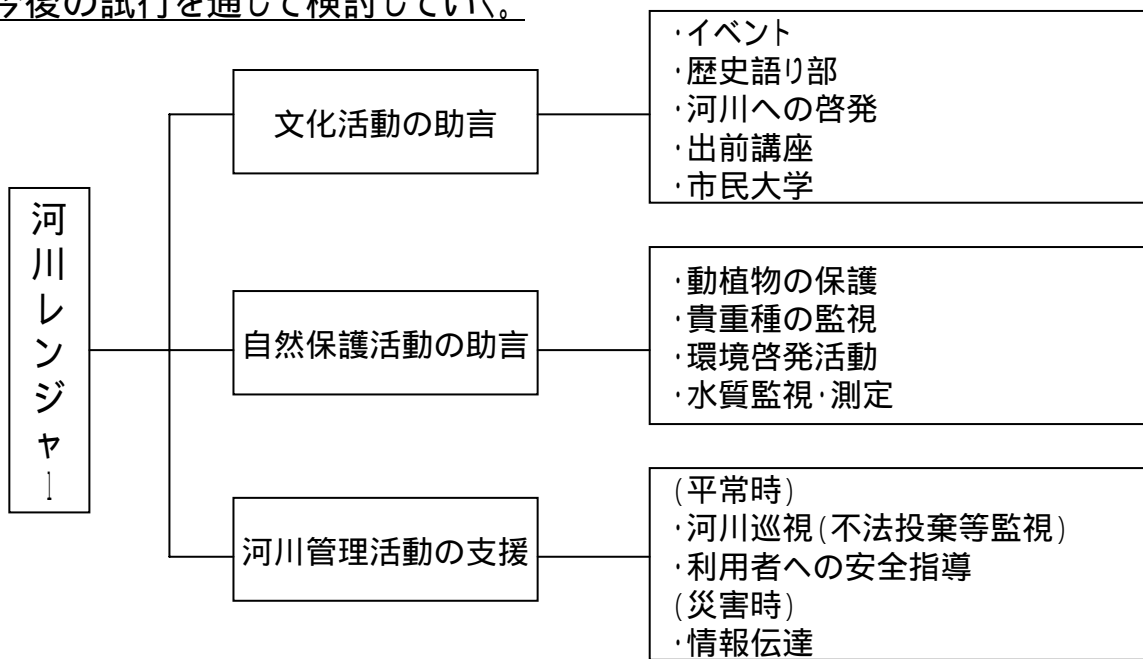 今後の試行を通じて検討していく。
河川レンジャー
文化活動の助言
・イベント
・歴史語り部
・河川への啓発
・出前講座
・市民大学
自然保護活動の助言
・動植物の保護
・貴重種の監視
・環境啓発活動
・水質監視・測定
河川管理活動の支援
(平常時)
・河川巡視(不法投棄等監視)
・利用者への安全指導
(災害時)
・情報伝達